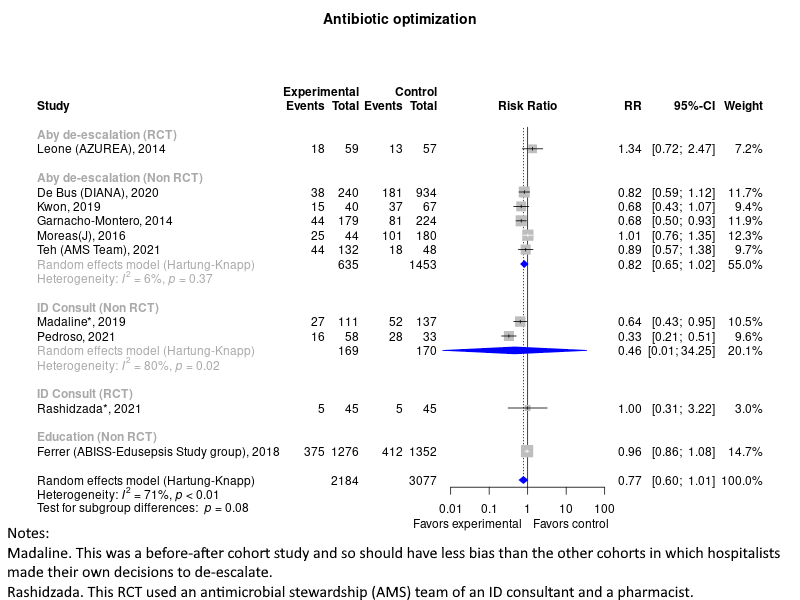 Antibiotic optimization
Experimental Control
Study Events Total Events Total Risk Ratio RR 95%-CI Weight
Aby de-escalation (RCT)
Leone (AZUREA), 2014 18 59 13 57 1.34 [0.72; 2.47] 7.2%
Aby de-escalation (Non RCT)
De Bus (DIANA), 2020 38 240 181 934 0.82 [0.59; 1.12] 11.7%
Kwon, 2019 15 40 37 67 0.68 [0.43; 1.07] 9.4%
Garnacho-Montero, 2014 44 179 81 224 0.68 [0.50; 0.93] 11.9%
Moreas(J), 2016 25 44 101 180 1.01 [0.76; 1.35] 12.3%
Teh (AMS Team), 2021 44 132 18 48 0.89 [0.57; 1.38] 9.7%
Random effects model (Hartung-Knapp) 635 1453 0.82 [0.65; 1.02] 55.0%
Heterogeneity: I² = 6%, p = 0.37
ID Consult (Non RCT)
Madaline*, 2019 27 111 52 137 0.64 [0.43; 0.95] 10.5%
Pedroso, 2021 16 58 28 33 0.33 [0.21; 0.51] 9.6%
Random effects model (Hartung-Knapp) 169 170 0.46 [0.01; 34.25] 20.1%
Heterogeneity: I² = 80%, p = 0.02
ID Consult (RCT)
Rashidzada*, 2021 5 45 5 45 1.00 [0.31; 3.22] 3.0%
Education (Non RCT)
Ferrer (ABISS-Edusepsis Study group), 2018 375 1276 412 1352 0.96 [0.86; 1.08] 14.7%
Random effects model (Hartung-Knapp) 2184 3077 0.77 [0.60; 1.01] 100.0%
Heterogeneity: I² = 71%, p < 0.01
Test for subgroup differences: p = 0.08
0.01 0.1 1 10 100
Favors experimental Favors control
Notes:
Madaline. This was a before-after cohort study and so should have less bias than the other cohorts in which hospitalists
made their own decisions to de-escalate.
Rashidzada. This RCT used an antimicrobial stewardship (AMS) team of an ID consultant and a pharmacist.